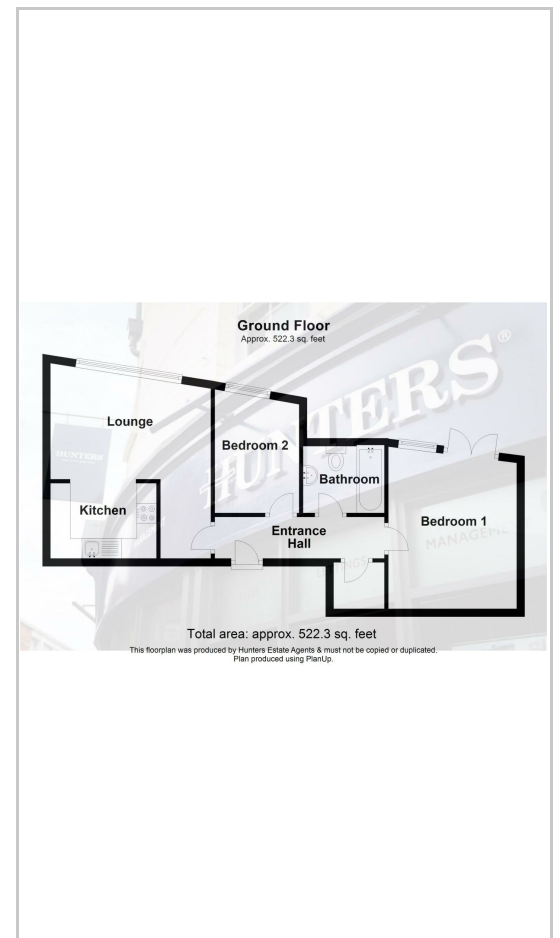 Ground Floor
Approx. 522.3 sq. feet
HUNTERS®
Lounge
HUNTERS
Bedroom 2
Bathroom
Kitchen
Entrance
Hall
Bedroom 1
Total area: approx. 522.3 sq. feet
This floorplan was produced by Hunters Estate Agents & must not be copied or duplicated.
Plan produced using PlanUp.